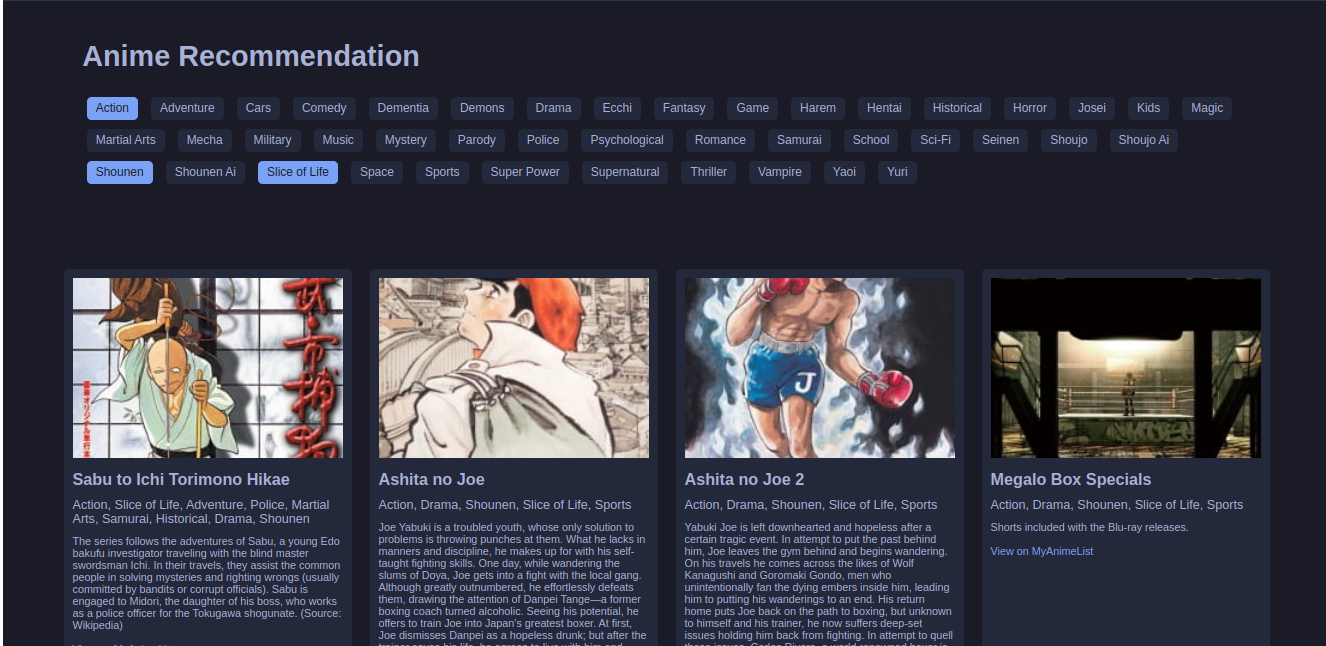 Anime Recommendation
Action Adventure Cars Comedy Dementia Demons Drama Ecchi Fantasy Game Harem Hentai Historical Horror Josei Kids Magic
Martial Arts Mecha Military Music Mystery Parody Police Psychological Romance Samurai School Sci-Fi Seinen Shoujo Shoujo Ai
Shounen Shounen Ai Slice of Life Space Sports Super Power Supernatural Thriller Vampire Yaoi Yuri
J
Sabu to Ichi Torimono Hikae
Action, Slice of Life, Adventure, Police, Martial
Arts, Samurai, Historical, Drama, Shounen
The series follows the adventures of Sabu, a young Edo
bakufu investigator traveling with the blind master
swordsman Ichi. In their travels, they assist the common
people in solving mysteries and righting wrongs (usually
committed by bandits or corrupt officials). Sabu is
engaged to Midori, the daughter of his boss, who works
as a police officer for the Tokugawa shogunate. (Source:
Wikipedia)
Ashita no Joe
Action, Drama, Shounen, Slice of Life, Sports
Joe Yabuki is a troubled youth, whose only solution to
problems is throwing punches at them. What he lacks in
manners and discipline, he makes up for with his self-
taught fighting skills. One day, while wandering the
slums of Doya, Joe gets into a fight with the local gang.
Although greatly outnumbered, he effortlessly defeats
them, drawing the attention of Danpei Tange—a former
boxing coach turned alcoholic. Seeing his potential, he
offers to train Joe into Japan's greatest boxer. At first,
Joe dismisses Danpei as a hopeless drunk; but after the
Ashita no Joe 2
Action, Drama, Shounen, Slice of Life, Sports
Yabuki Joe is left downhearted and hopeless after a
certain tragic event. In attempt to put the past behind
him, Joe leaves the gym behind and begins wandering.
On his travels he comes across the likes of Wolf
Kanagushi and Goromaki Gondo, men who
unintentionally fan the dying embers inside him, leading
him to putting his wanderings to an end. His return
home puts Joe back on the path to boxing, but unknown
to himself and his trainer, he now suffers deep-set
issues holding him back from fighting. In attempt to quell
Megalo Box Specials
Action, Drama, Shounen, Slice of Life, Sports
Shorts included with the Blu-ray releases.
View on MyAnimeList